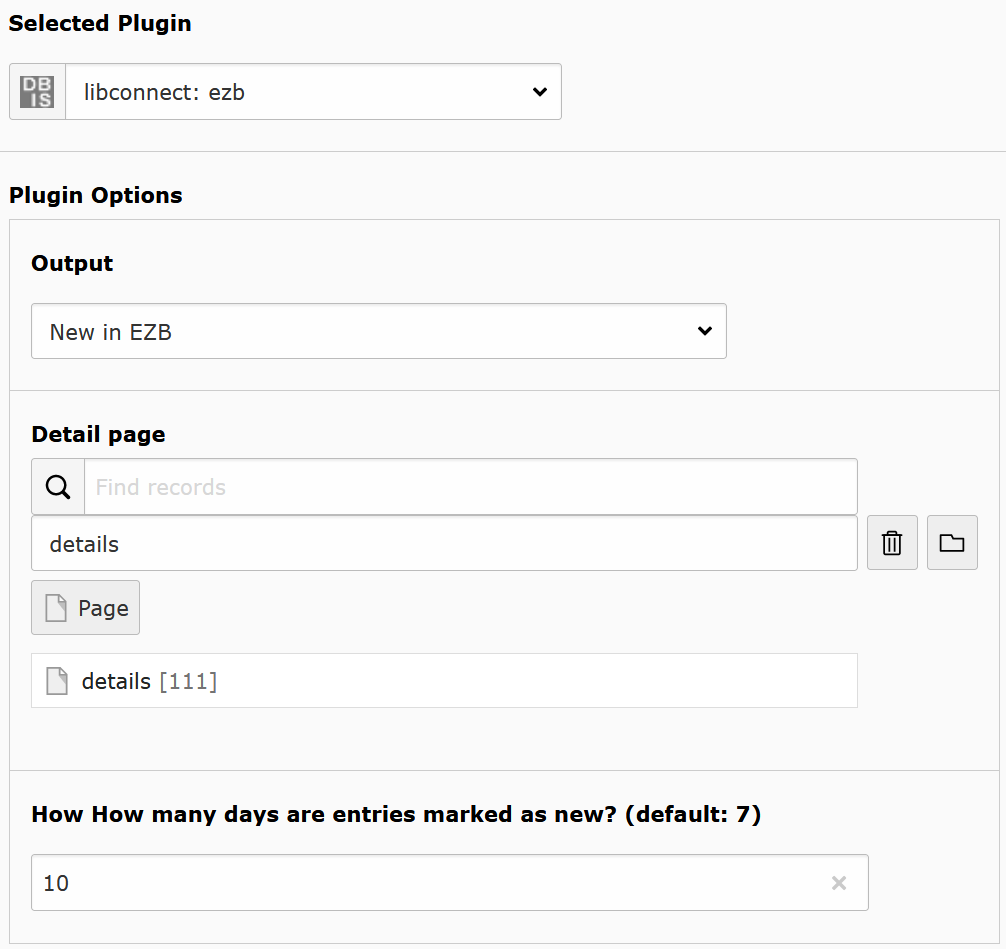 Selected Plugin
DB
IS
libconnect: ezb
Plugin Options
Output
New in EZB
Detail page
Find records
details
Page
details [111]
How How many days are entries marked as new? (default: 7)
10